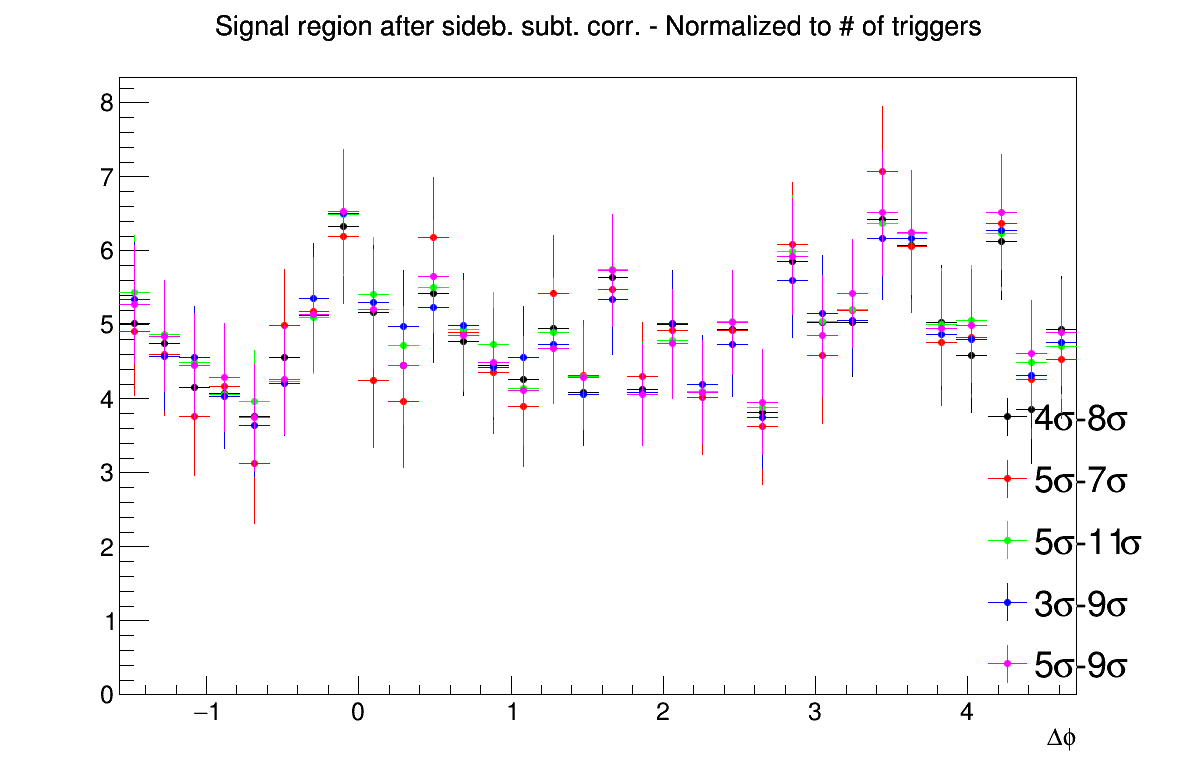 Signal region after sideb. subt. corr. - Normalized to # of triggers
8
7
6
5
4
3
2
1
0
4σ-8σ
5σ-7σ
5σ-11σ
3σ-9σ
5σ-9σ
−1 0 1 2 3 4
Δϕ